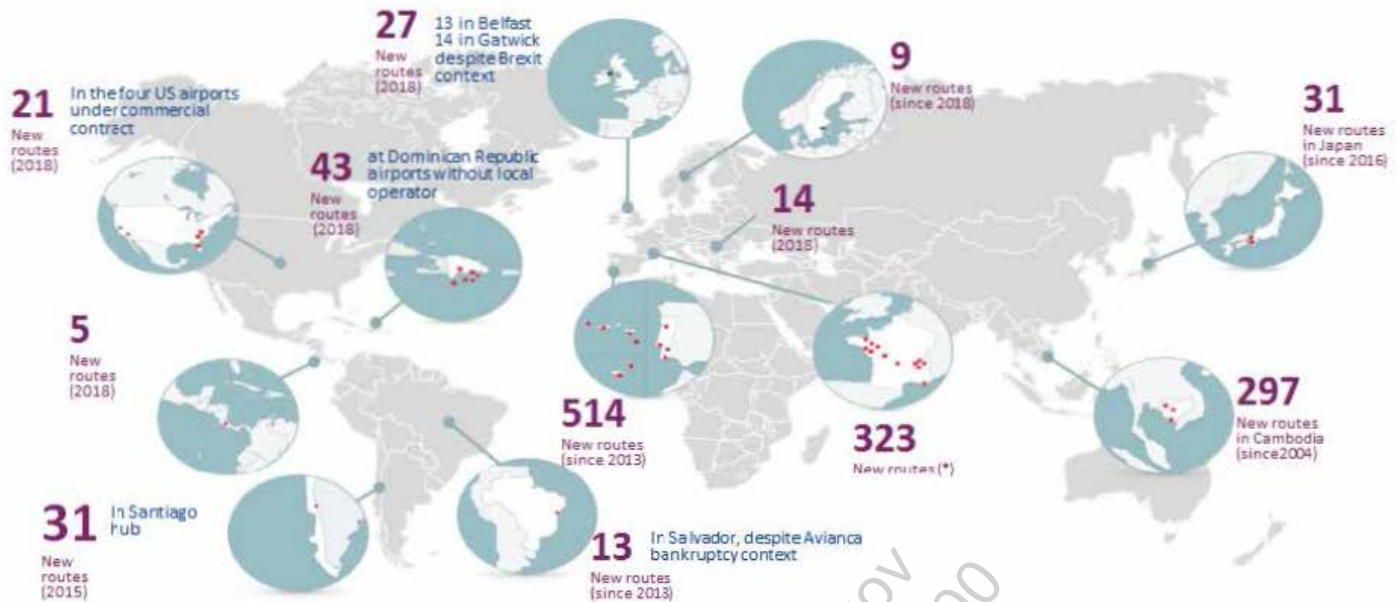 27
New
routes
(2018)
13 in Belfast
14 in Gatwick
despite Brexit
context
9
New routes
(since 2018)
21
New
routes
(2018)
In the four US airports
under commercial
contract
31
New routes
in Japan
(since 2016)
43
New
routes
(2018)
at Dominican Republic
airports without local
operator
14
New routes
(2018)
5
New
routes
(2018)
514
New routes
(since 2013)
323
New routes (*)
297
New routes
in Cambodia
(since2004)
31
New
routes
(2015)
In Santiago
hub
13
New routes
(since 2013)
In Salvador, despite Avianca
bankruptcy context
ov
00